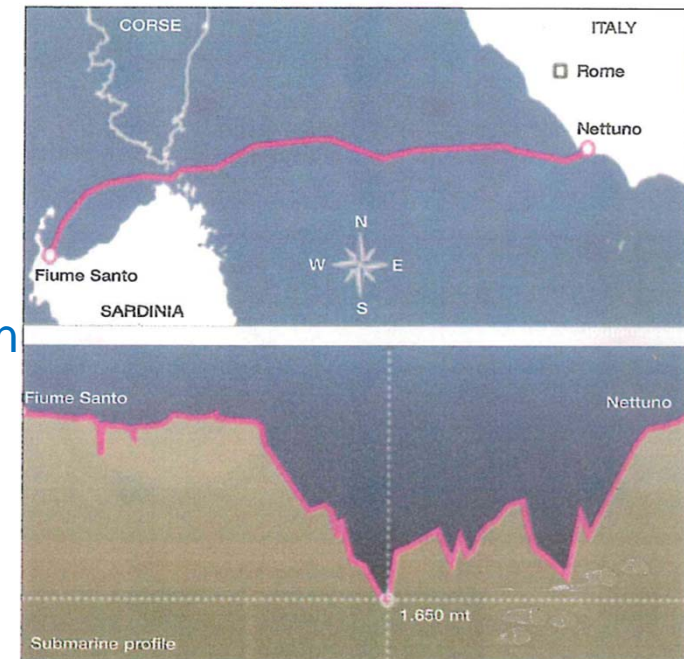 CORSE
ITALY
Rome
Nettuno
N
W E
S
Fiume Santo
SARDINIA
n
Fiume Santo
Nettuno
1.650 mt
Submarine profile